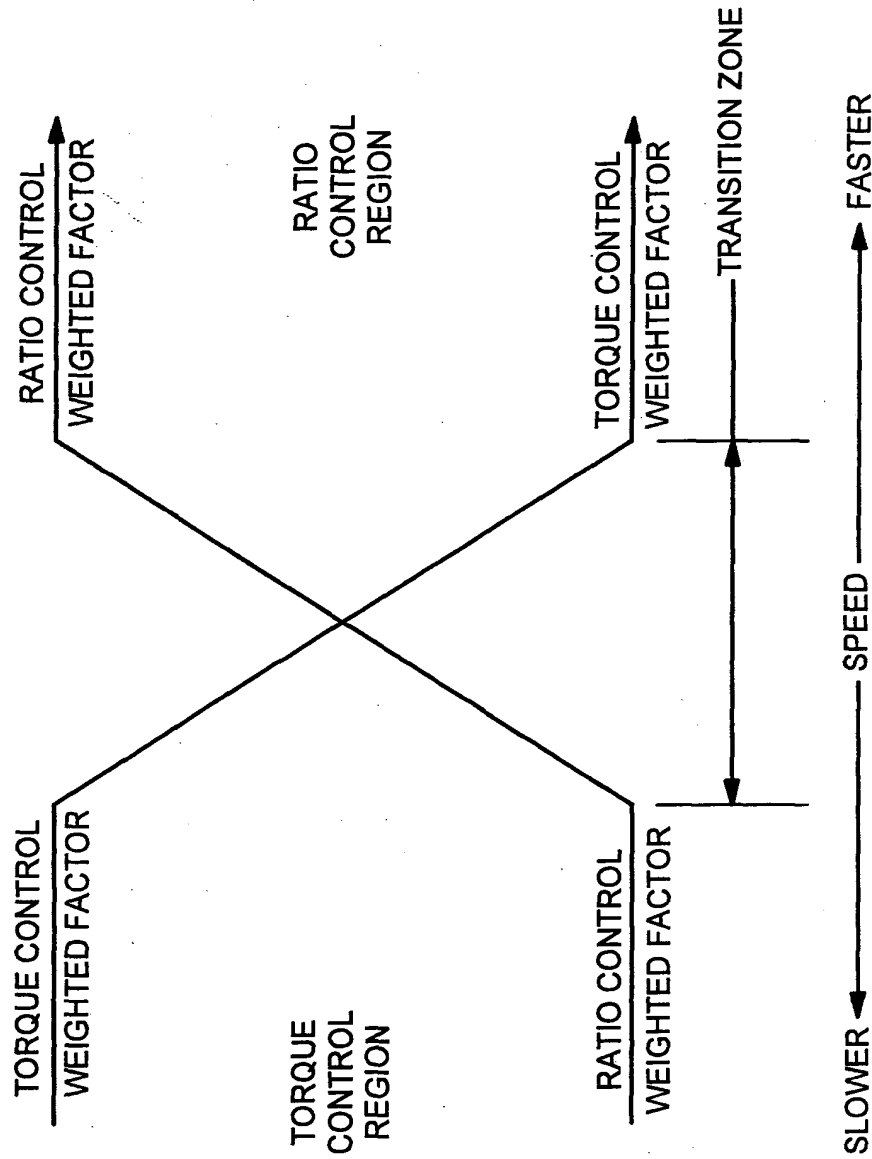 TORQUE CONTROL
WEIGHTED FACTOR
RATIO CONTROL
WEIGHTED FACTOR
TORQUE
CONTROL
REGION
RATIO
CONTROL
REGION
RATIO CONTROL
WEIGHTED FACTOR
TORQUE CONTROL
WEIGHTED FACTOR
TRANSITION ZONE
SLOWER
SPEED
FASTER